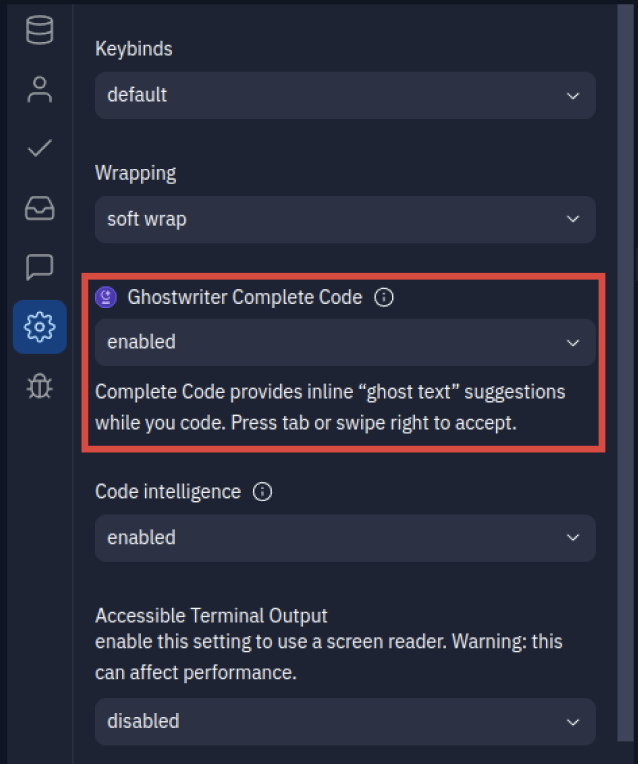 Keybinds
default
Wrapping
soft wrap
Ghostwriter Complete Code
enabled
Complete Code provides inline “ghost text” suggestions
while you code. Press tab or swipe right to accept.
Code intelligence
enabled
Accessible Terminal Output
enable this setting to use a screen reader. Warning: this
can affect performance.
disabled